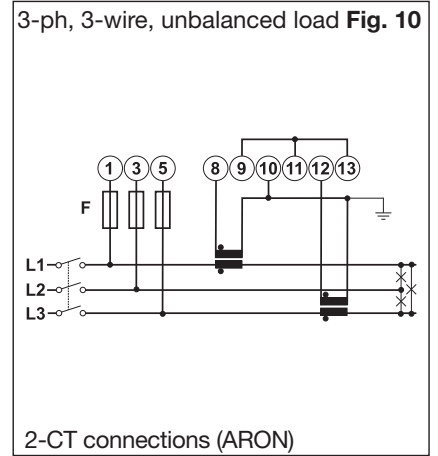 3-ph, 3-wire, unbalanced load Fig. 10
1 3 5 8 9 10 11 12 13
F
L1
L2
L3
2-CT connections (ARON)